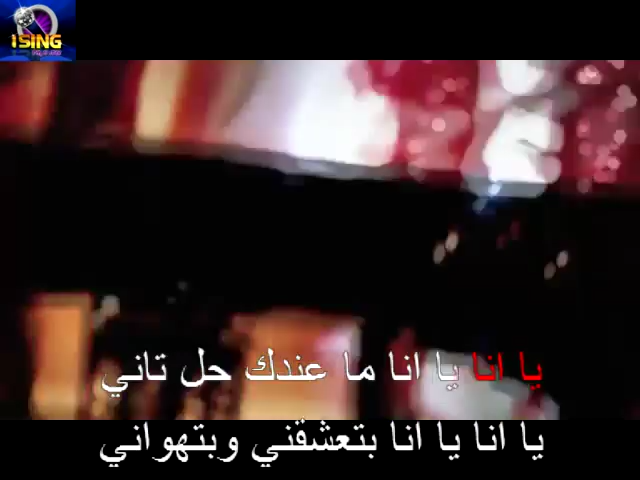 iSING
يا انا يا انا ما عندك حل تاني
يا انا يا انا بتعشقني وبتهواني